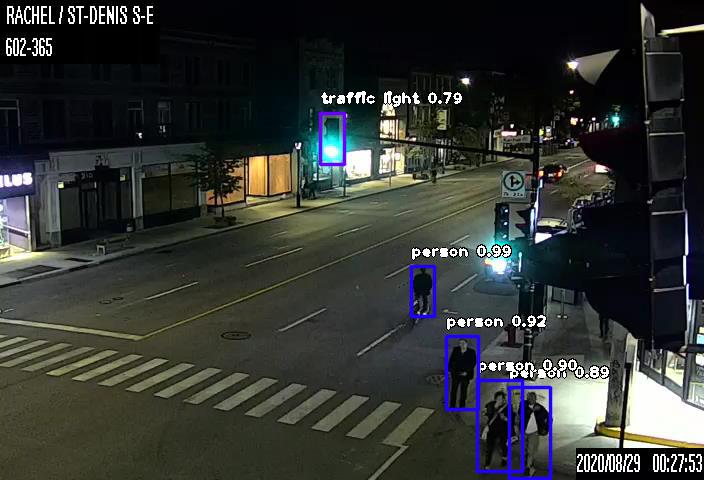 RACHEL / ST-DENIS S-E
602-365
traffic light 0.79
LUS
person 0.99
person 0.92
person 0.90
person 0.89
2020/08/29 00:27:53